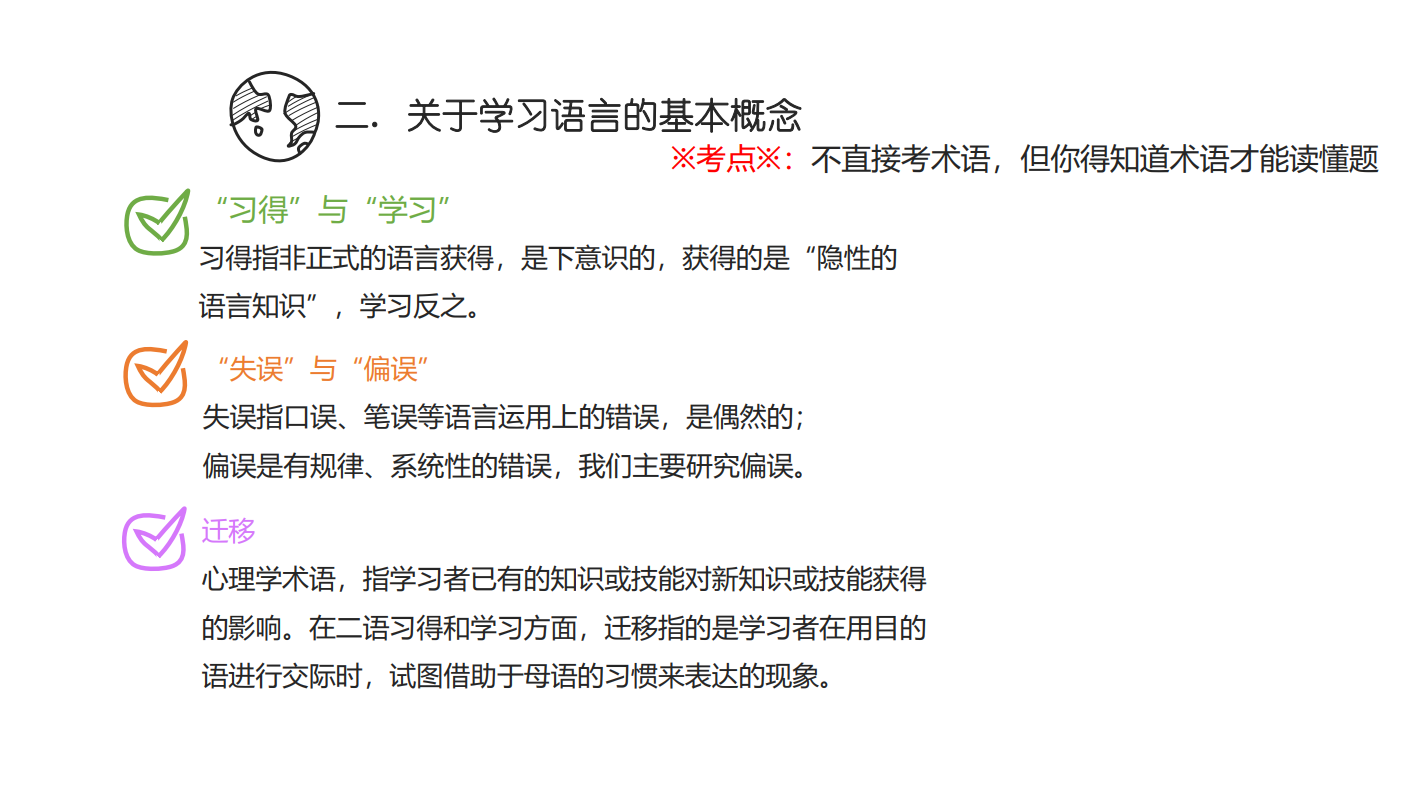 二. 关于学习语言的基本概念
※考点※：不直接考术语，但你得知道术语才能读懂题
“习得”与“学习”
习得指非正式的语言获得，是下意识的，获得的是“隐性的
语言知识”，学习反之。
“失误”与“偏误”
失误指口误、笔误等语言运用上的错误，是偶然的；
偏误是有规律、系统性的错误，我们主要研究偏误。
迁移
心理学术语，指学习者已有的知识或技能对新知识或技能获得
的影响。在二语习得和学习方面，迁移指的是学习者在用目的
语进行交际时，试图借助于母语的习惯来表达的现象。